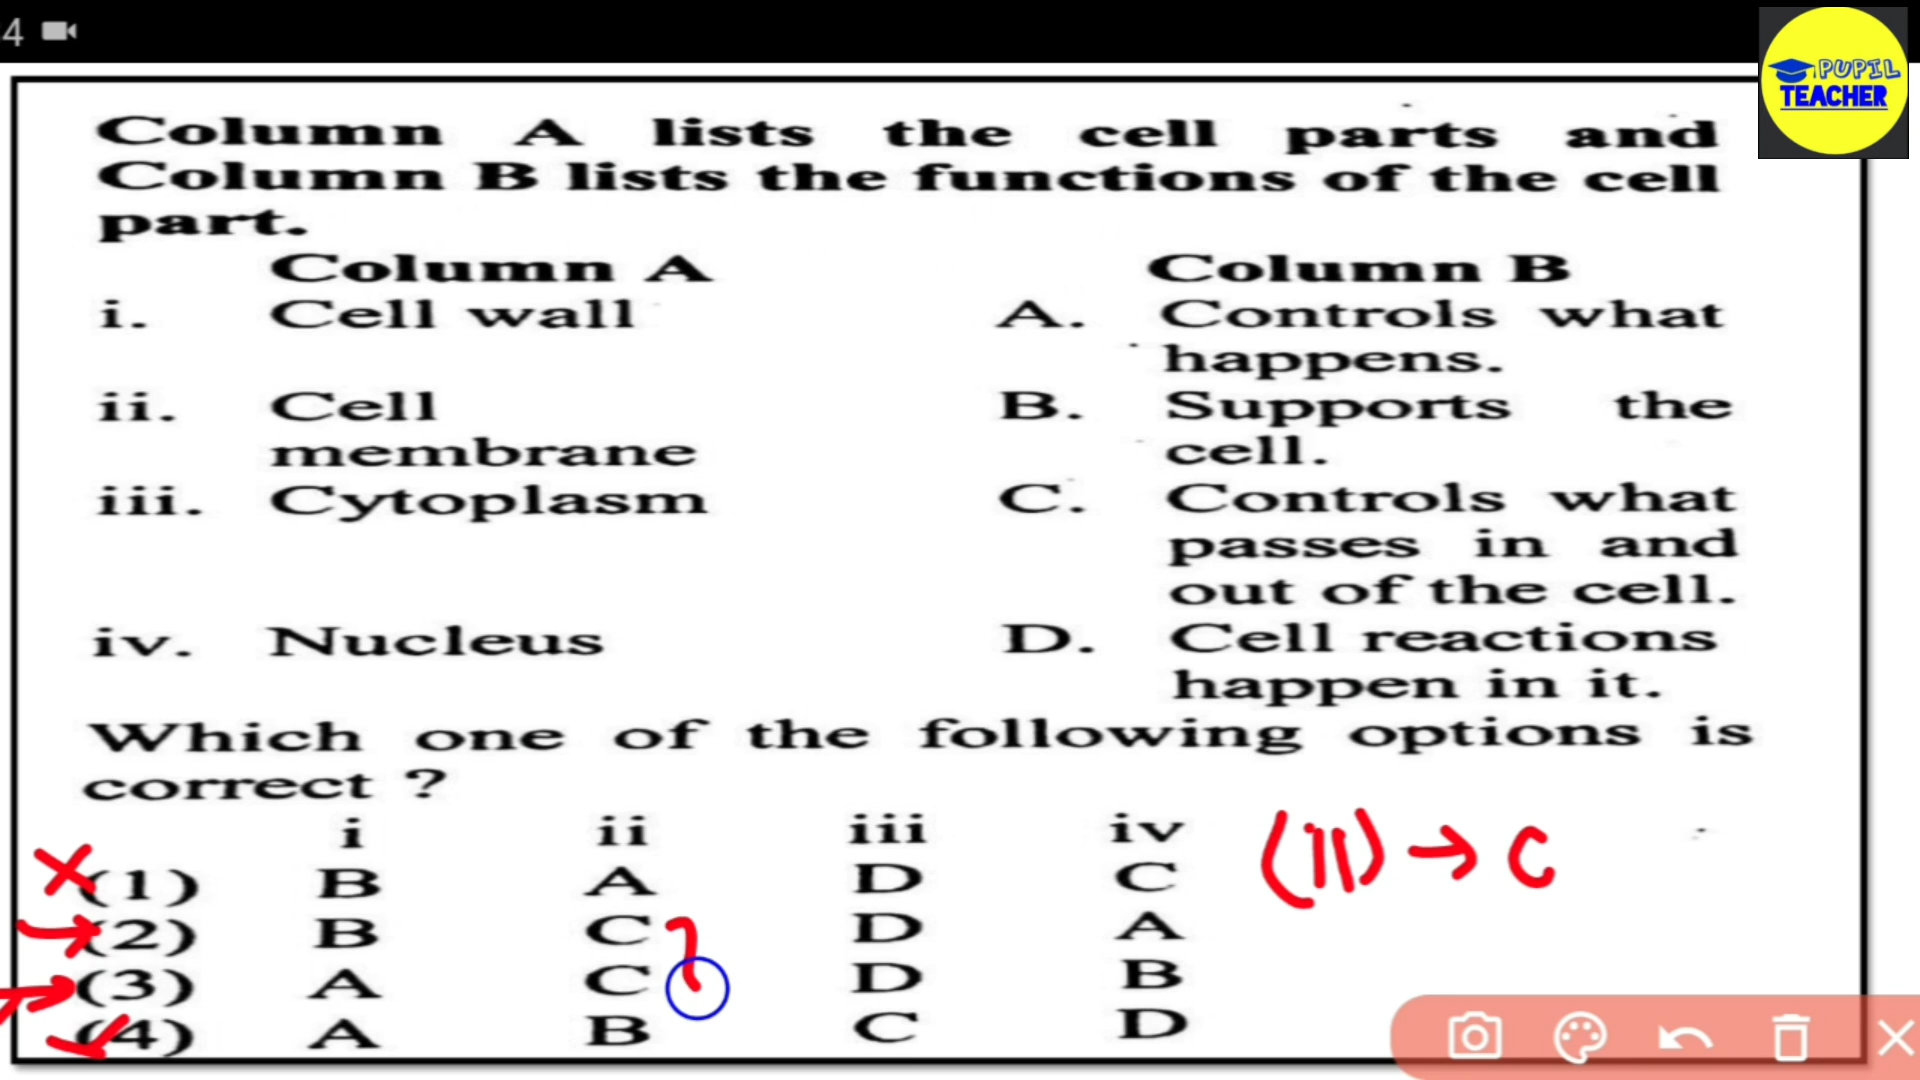 4
PUPIL
TEACHER
Column A lists the cell parts and
Column B lists the functions of the cell
part.
Column A Column B
i. Cell wall A. Controls what
happens.
ii. Cell B. Supports the
membrane cell.
iii. Cytoplasm C. Controls what
passes in and
out of the cell.
iv. Nucleus D. Cell reactions
happen in it.
Which one of the following options is
correct ?
i ii iii iv
(1) B A D C
(2) B C D A
(3) A C D B
(4) A B C D
(II) → C